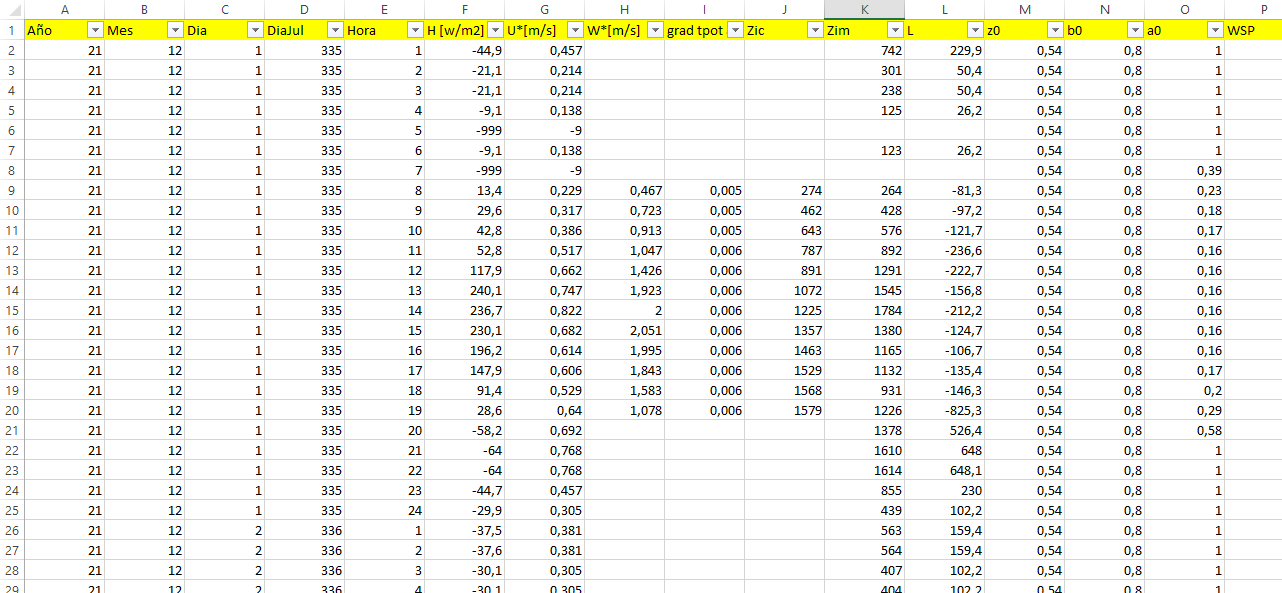 A B C D E F G H I J K L M N O P
1 Año Mes Dia DiaJul Hora H [w/m2] U*[m/s] W*[m/s] grad tpot Zic Zim L z0 b0 a0 WSP
2 21 12 1 335 1 -44,9 0,457 742 229,9 0,54 0,8 1
3 21 12 1 335 2 -21,1 0,214 301 50,4 0,54 0,8 1
4 21 12 1 335 3 -21,1 0,214 238 50,4 0,54 0,8 1
5 21 12 1 335 4 -9,1 0,138 125 26,2 0,54 0,8 1
6 21 12 1 335 5 -999 -9 0,54 0,8 1
7 21 12 1 335 6 -9,1 0,138 123 26,2 0,54 0,8 1
8 21 12 1 335 7 -999 -9 0,54 0,8 0,39
9 21 12 1 335 8 13,4 0,229 0,467 0,005 274 264 -81,3 0,54 0,8 0,23
10 21 12 1 335 9 29,6 0,317 0,723 0,005 462 428 -97,2 0,54 0,8 0,18
11 21 12 1 335 10 42,8 0,386 0,913 0,005 643 576 -121,7 0,54 0,8 0,17
12 21 12 1 335 11 52,8 0,517 1,047 0,006 787 892 -236,6 0,54 0,8 0,16
13 21 12 1 335 12 117,9 0,662 1,426 0,006 891 1291 -222,7 0,54 0,8 0,16
14 21 12 1 335 13 240,1 0,747 1,923 0,006 1072 1545 -156,8 0,54 0,8 0,16
15 21 12 1 335 14 236,7 0,822 2 0,006 1225 1784 -212,2 0,54 0,8 0,16
16 21 12 1 335 15 230,1 0,682 2,051 0,006 1357 1380 -124,7 0,54 0,8 0,16
17 21 12 1 335 16 196,2 0,614 1,995 0,006 1463 1165 -106,7 0,54 0,8 0,16
18 21 12 1 335 17 147,9 0,606 1,843 0,006 1529 1132 -135,4 0,54 0,8 0,17
19 21 12 1 335 18 91,4 0,529 1,583 0,006 1568 931 -146,3 0,54 0,8 0,2
20 21 12 1 335 19 28,6 0,64 1,078 0,006 1579 1226 -825,3 0,54 0,8 0,29
21 21 12 1 335 20 -58,2 0,692 1378 526,4 0,54 0,8 0,58
22 21 12 1 335 21 -64 0,768 1610 648 0,54 0,8 1
23 21 12 1 335 22 -64 0,768 1614 648,1 0,54 0,8 1
24 21 12 1 335 23 -44,7 0,457 855 230 0,54 0,8 1
25 21 12 1 335 24 -29,9 0,305 439 102,2 0,54 0,8 1
26 21 12 2 336 1 -37,5 0,381 563 159,4 0,54 0,8 1
27 21 12 2 336 2 -37,6 0,381 564 159,4 0,54 0,8 1
28 21 12 2 336 3 -30,1 0,305 407 102,2 0,54 0,8 1
29 21 12 2 336 4 -30,1 0,305 404 102,2 0,54 0,8 1